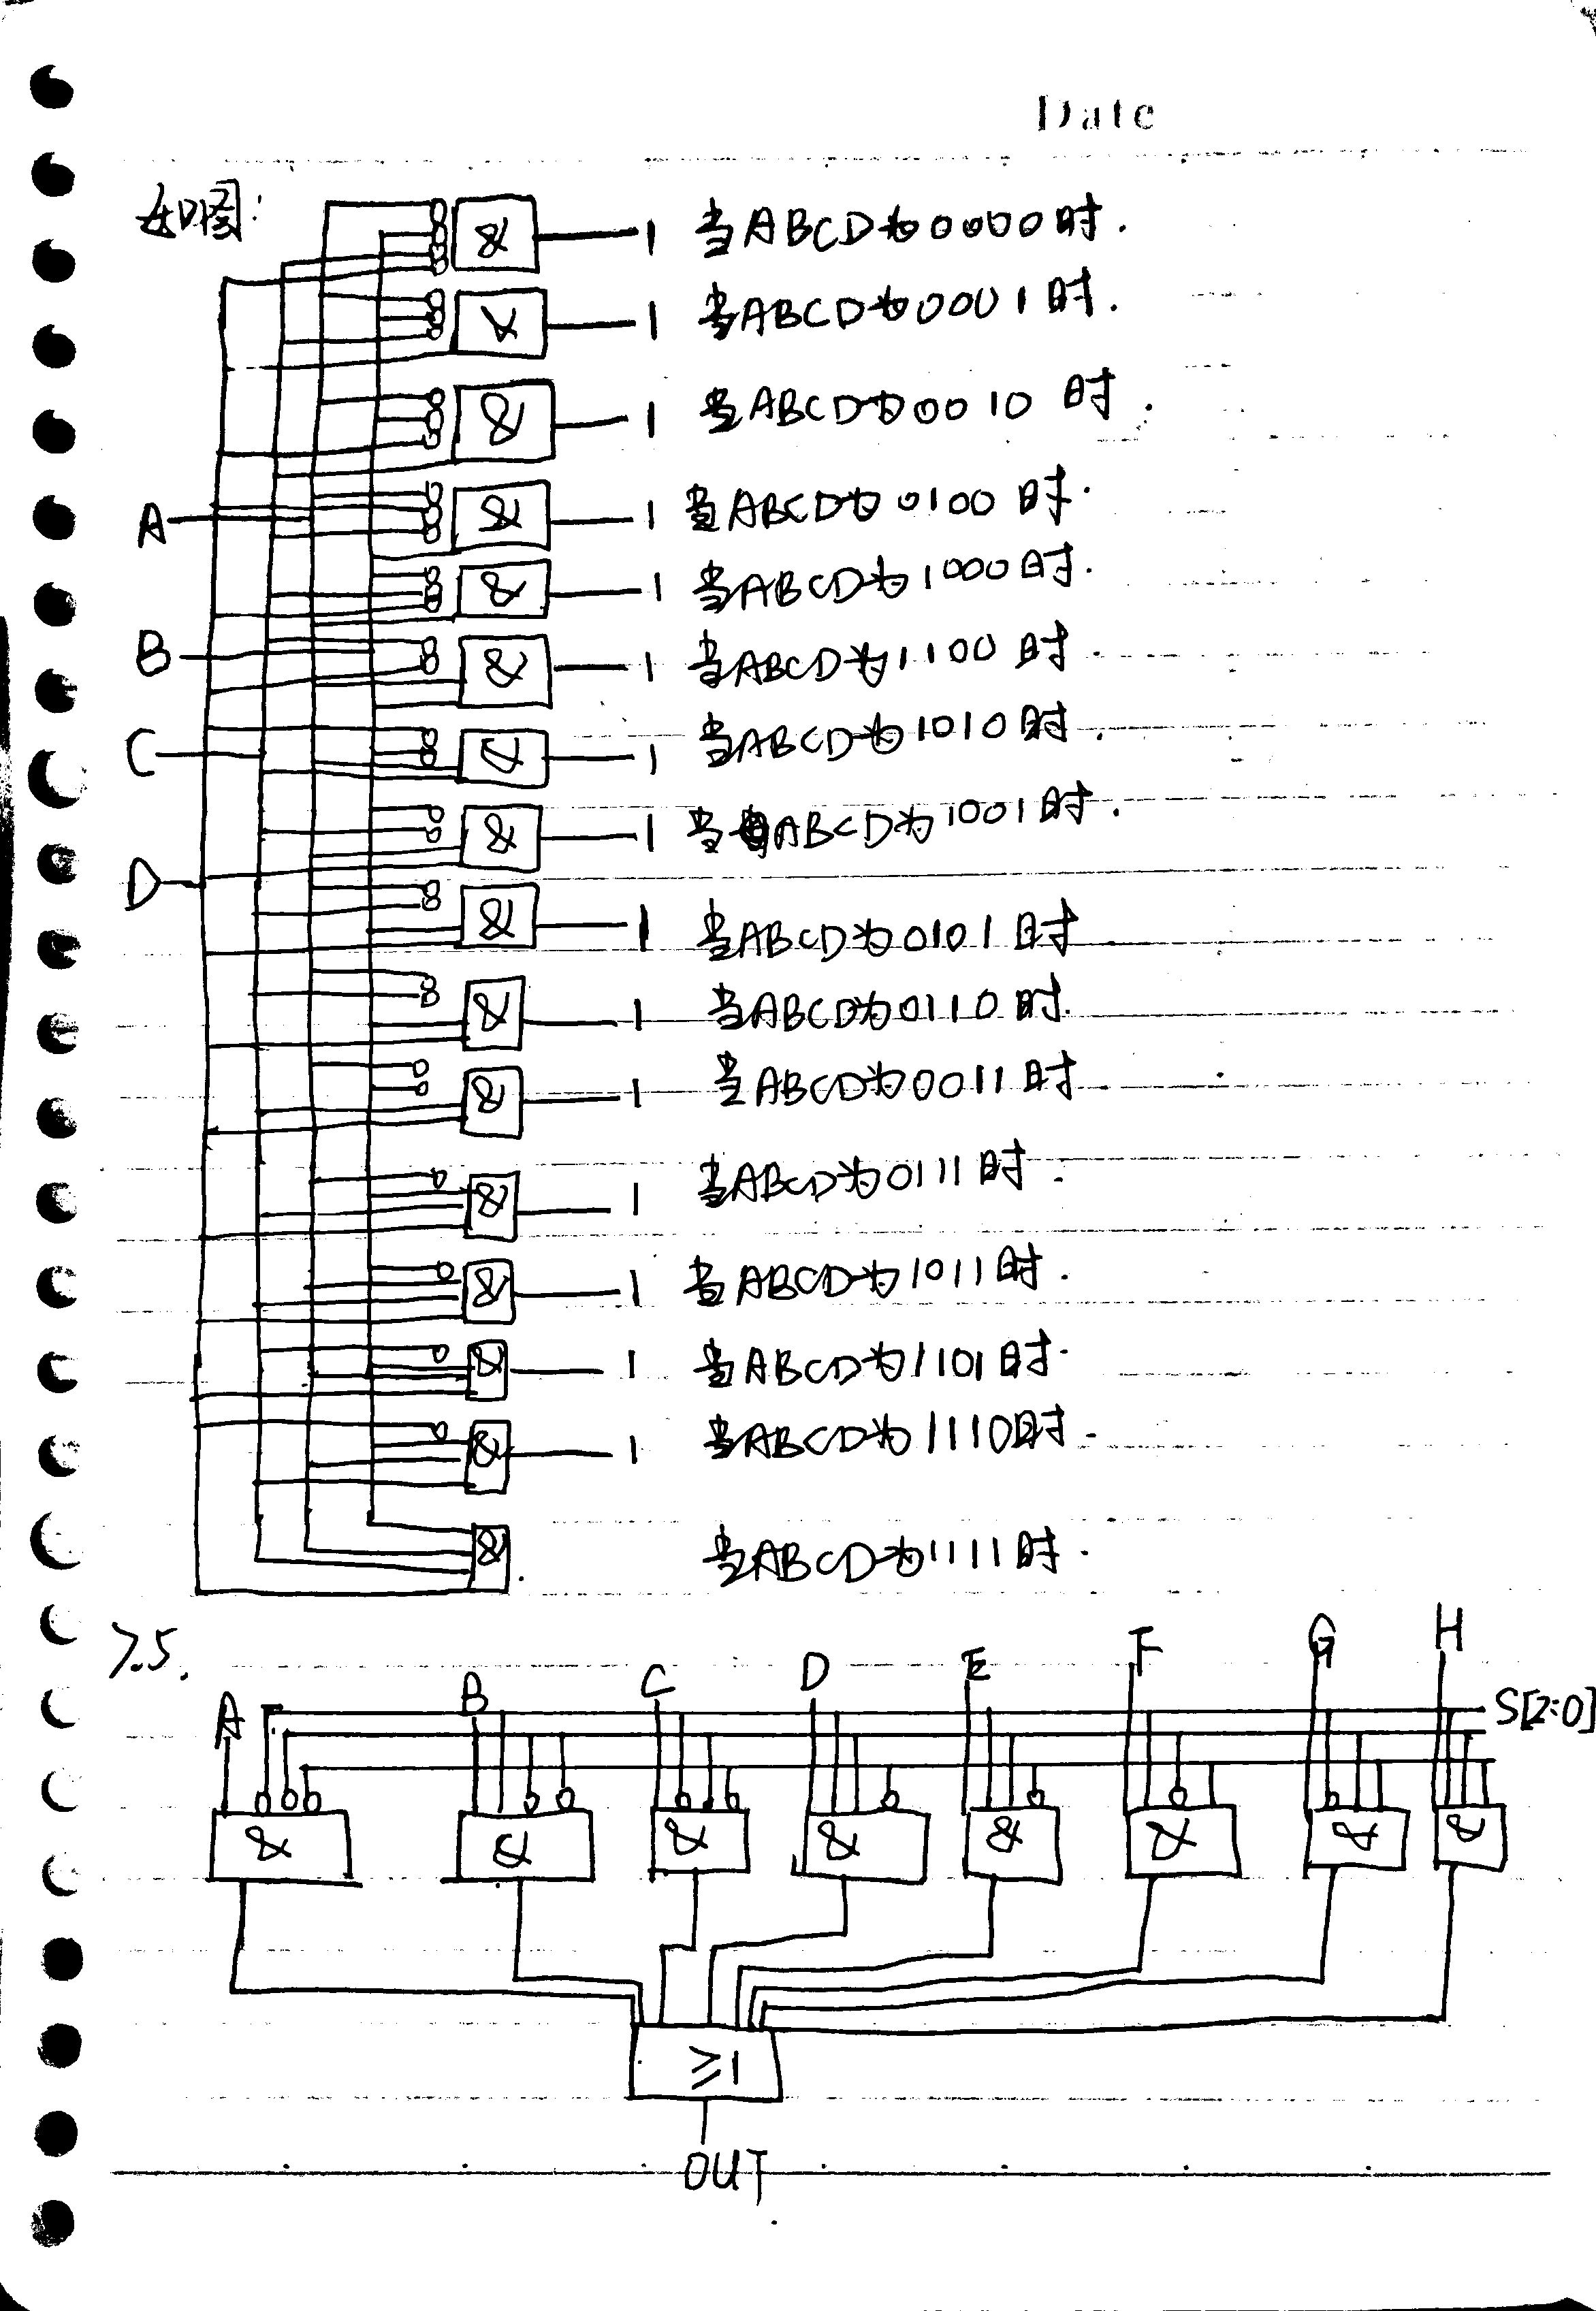 Date
如图:
& 1 当ABCD为0000时.
& 1 当ABCD为0001时.
& 1 当ABCD为0010时.
A & 1 当ABCD为0100时.
& 1 当ABCD为1000时.
B & 1 当ABCD为1100时.
C & 1 当ABCD为1010时.
& 1 当ABCD为1001时.
D & 1 当ABCD为0101时
& 1 当ABCD为0110时.
& 1 当ABCD为0011时.
& 1 当ABCD为0111时.
& 1 当ABCD为1011时.
& 1 当ABCD为1101时.
& 1 当ABCD为1110时.
& 当ABCD为1111时.
7.5.
A B C D E F G H
S[2:0]
& & & & & & & &
≥1
OUT